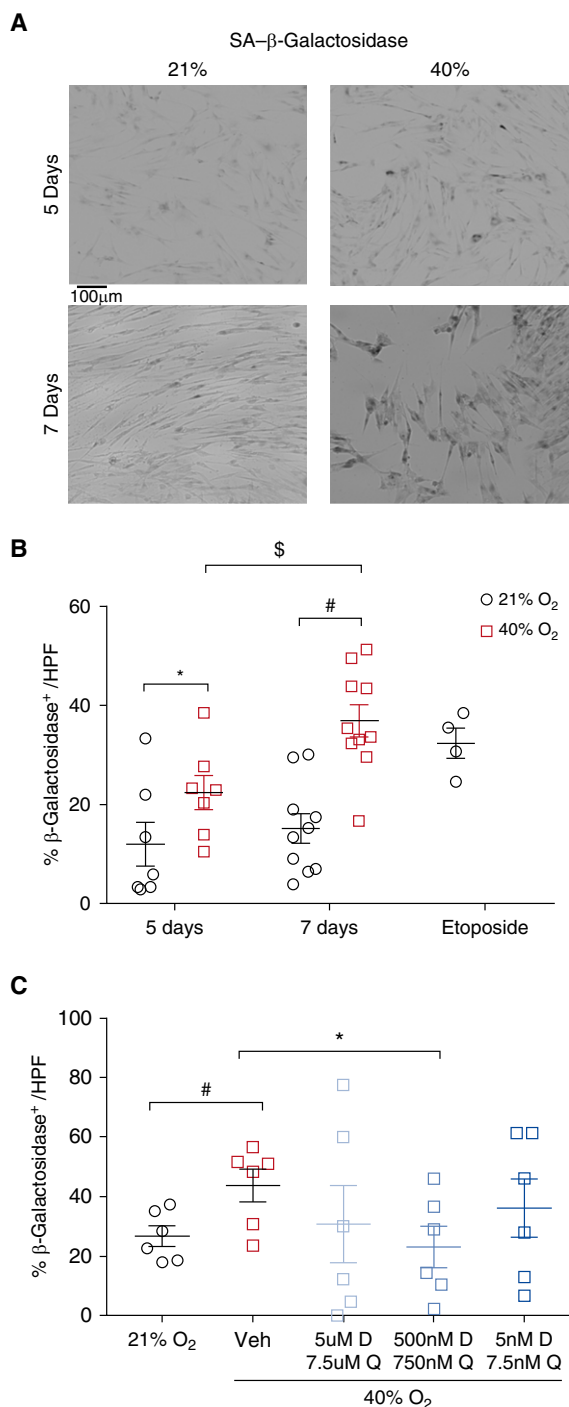 A
SA–β-Galactosidase
21% 40%
5 Days
100μm
7 Days
B
$
% β-Galactosidase+ /HPF
60
40
20
0
*
#
21% O2
40% O2
5 days 7 days Etoposide
C
% β-Galactosidase+ /HPF
100
80
60
40
20
0
#
*
21% O2 Veh 5uM D 500nM D 5nM D
7.5uM Q 750nM Q 7.5nM Q
40% O2